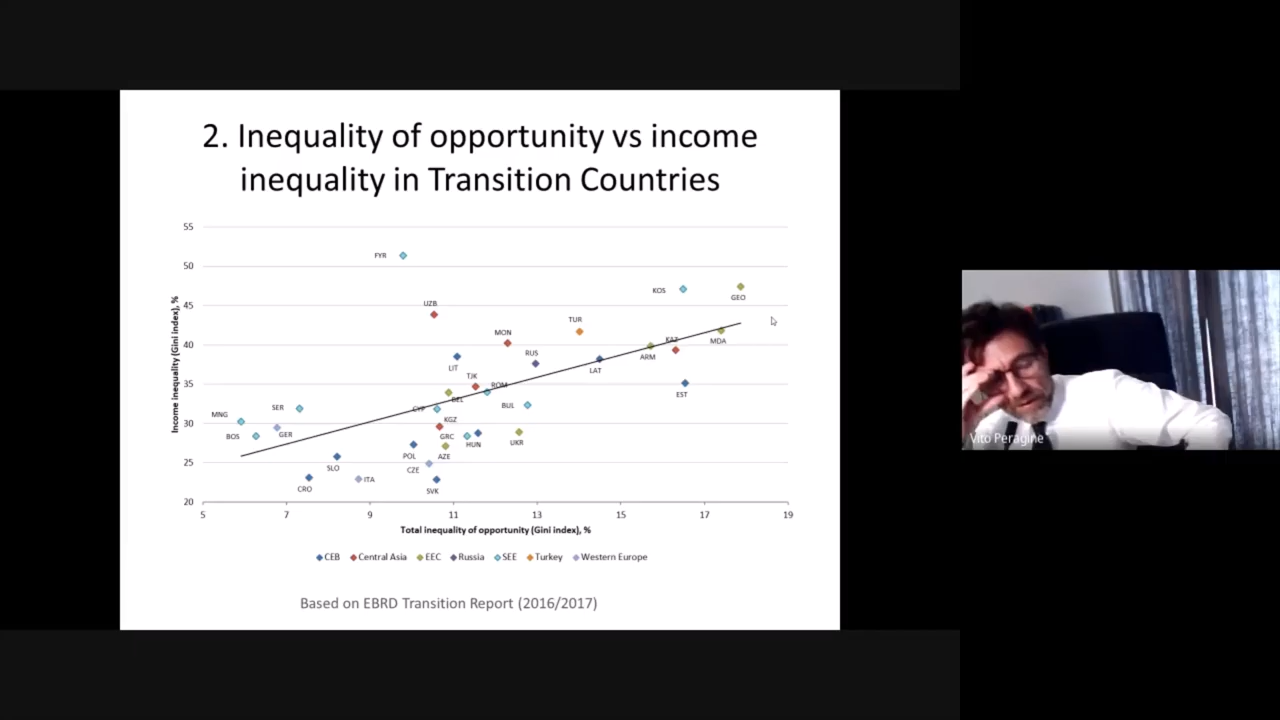 2. Inequality of opportunity vs income
inequality in Transition Countries
Income inequality (Gini index), %
55
50
45
40
35
30
25
20
FYR
UZB
KOS
GEO
TUR
MON
RUS
KAZ
MDA
ARM
LIT
LAT
TJK
ROM
EST
BEL
MNG
SER
CYP
BUL
KGZ
BOS
GER
GRC
HUN
UKR
POL
AZE
SLO
CZE
CRO
ITA
SVK
5 7 9 11 13 15 17 19
Total inequality of opportunity (Gini index), %
CEB Central Asia EEC Russia SEE Turkey Western Europe
Based on EBRD Transition Report (2016/2017)
Vito Peragine